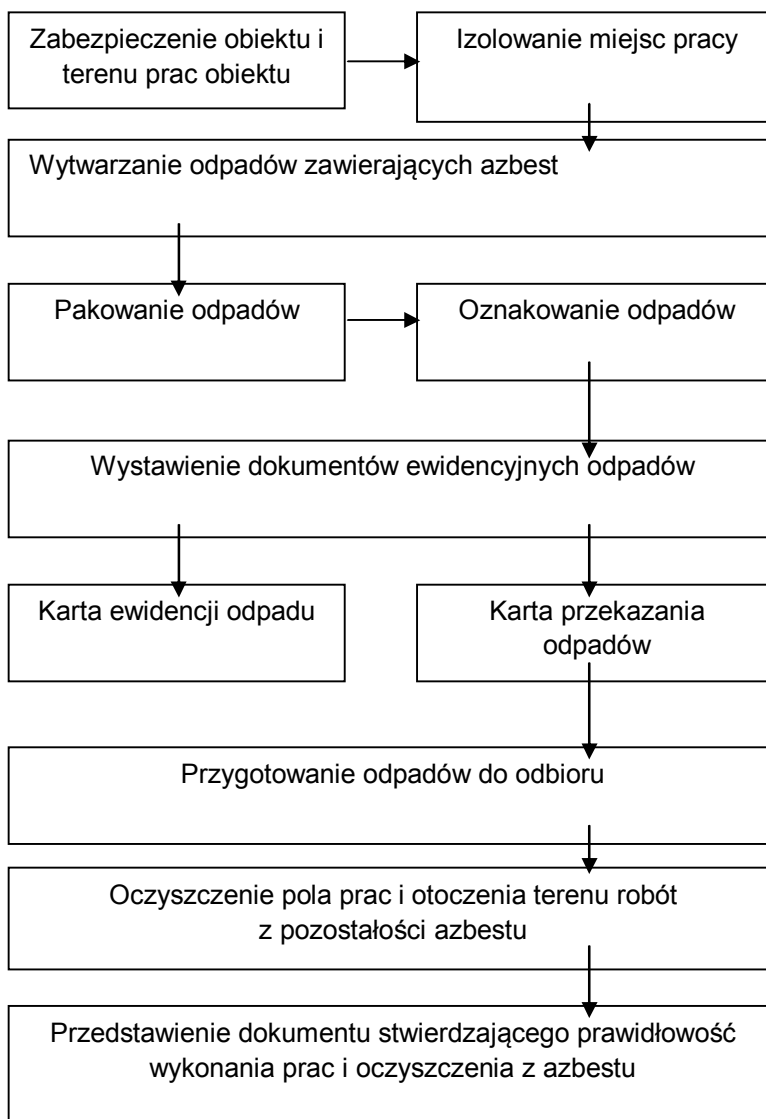 Zabezpieczenie obiektu i
terenu prac obiektu
Izolowanie miejsc pracy
Wytwarzanie odpadów zawierających azbest
Pakowanie odpadów
Oznakowanie odpadów
Wystawienie dokumentów ewidencyjnych odpadów
Karta ewidencji odpadu
Karta przekazania
odpadów
Przygotowanie odpadów do odbioru
Oczyszczenie pola prac i otoczenia terenu robót
z pozostałości azbestu
Przedstawienie dokumentu stwierdzającego prawidłowość
wykonania prac i oczyszczenia z azbestu